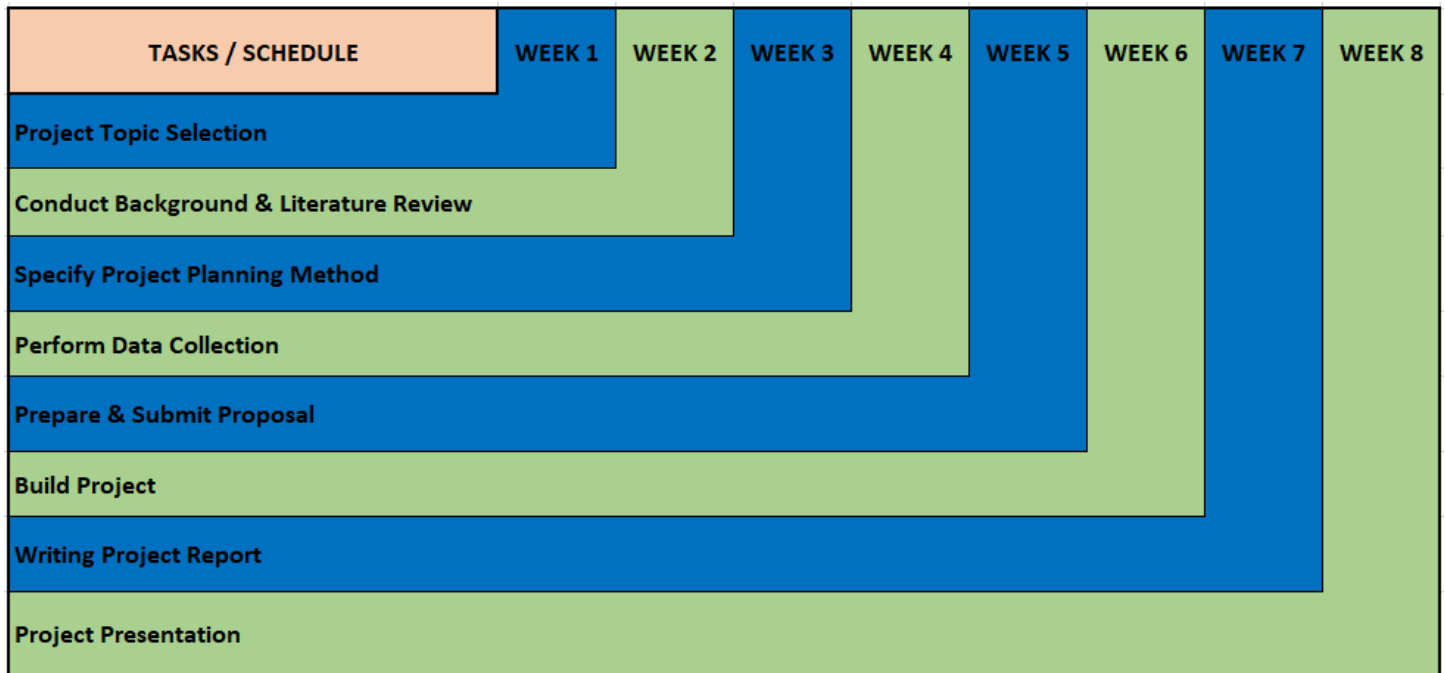 TASKS / SCHEDULE WEEK 1 WEEK 2 WEEK 3 WEEK 4 WEEK 5 WEEK 6 WEEK 7 WEEK 8
Project Topic Selection
Conduct Background & Literature Review
Specify Project Planning Method
Perform Data Collection
Prepare & Submit Proposal
Build Project
Writing Project Report
Project Presentation